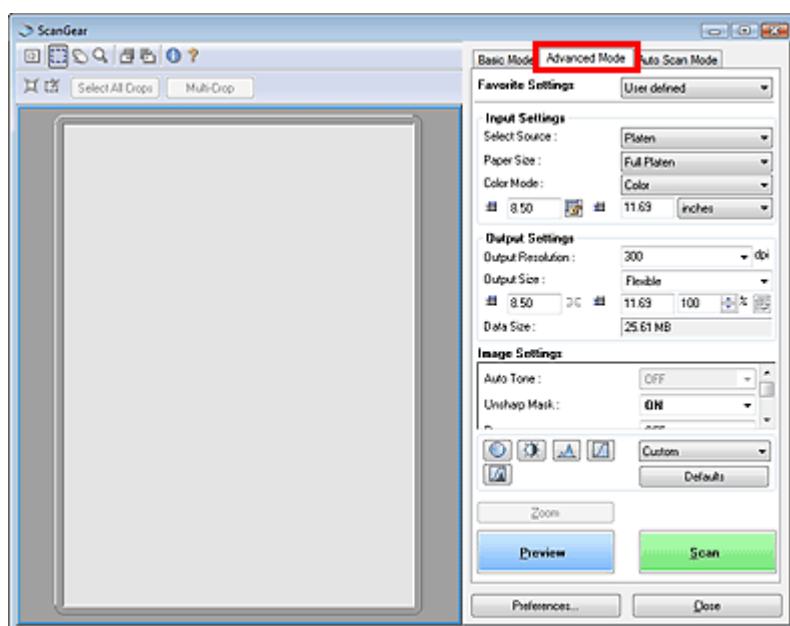 ScanGear
Select All Crops Multi-Crop
Basic Mode Advanced Mode Auto Scan Mode
Favorite Settings User defined
Input Settings
Select Source : Platen
Paper Size : Full Platen
Color Mode : Color
8.50 11.69 inches
Output Settings
Output Resolution : 300 dpi
Output Size : Flexible
8.50 11.69 100 %
Data Size : 25.61 MB
Image Settings
Auto Tone : OFF
Unsharp Mask : ON
Custom
Defaults
Zoom
Preview Scan
Preferences... Close